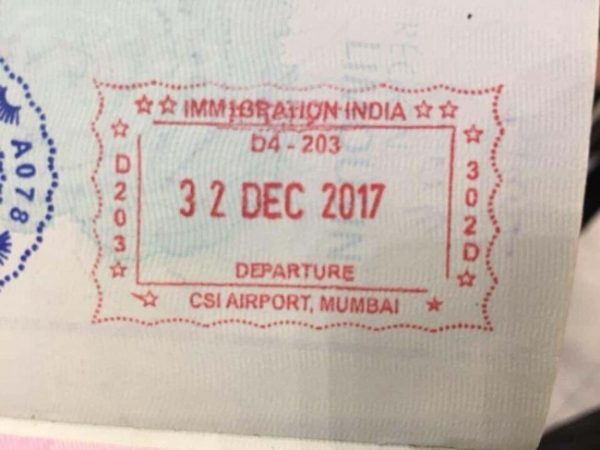 ☆☆ IMMIGRATION INDIA ☆☆
D4 - 203
D203
32 DEC 2017
302D
DEPARTURE
☆ CSI AIRPORT, MUMBAI ★
A078